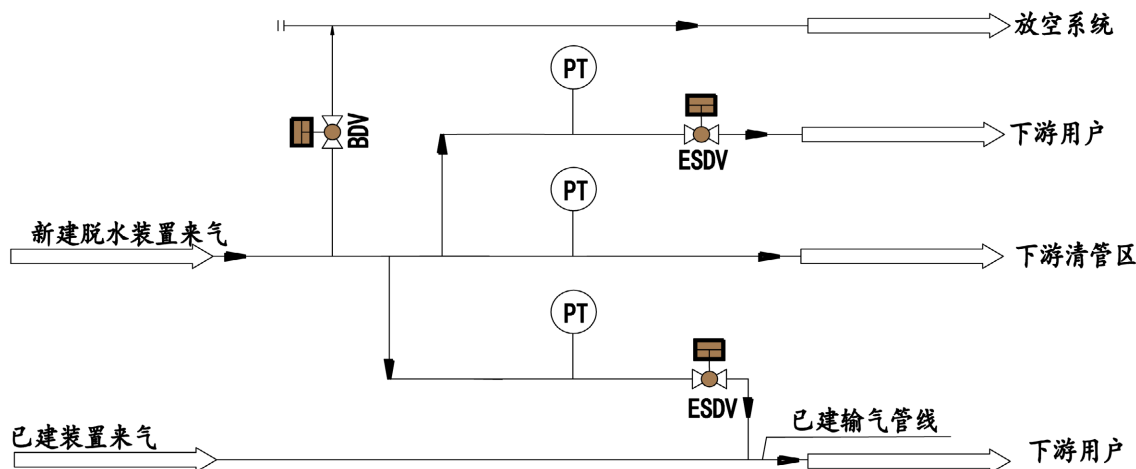 放空系统
PT
BDV
下游用户
ESDV
PT
新建脱水装置来气
下游清管区
PT
ESDV
已建输气管线
已建装置来气
下游用户